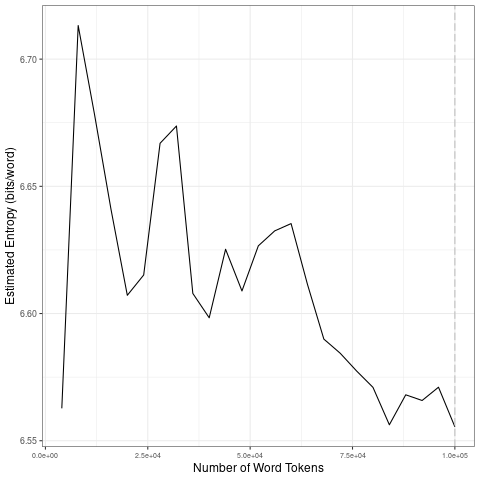 Estimated Entropy (bits/word)
6.70
6.65
6.60
6.55
0.0e+00 2.5e+04 5.0e+04 7.5e+04 1.0e+05
Number of Word Tokens